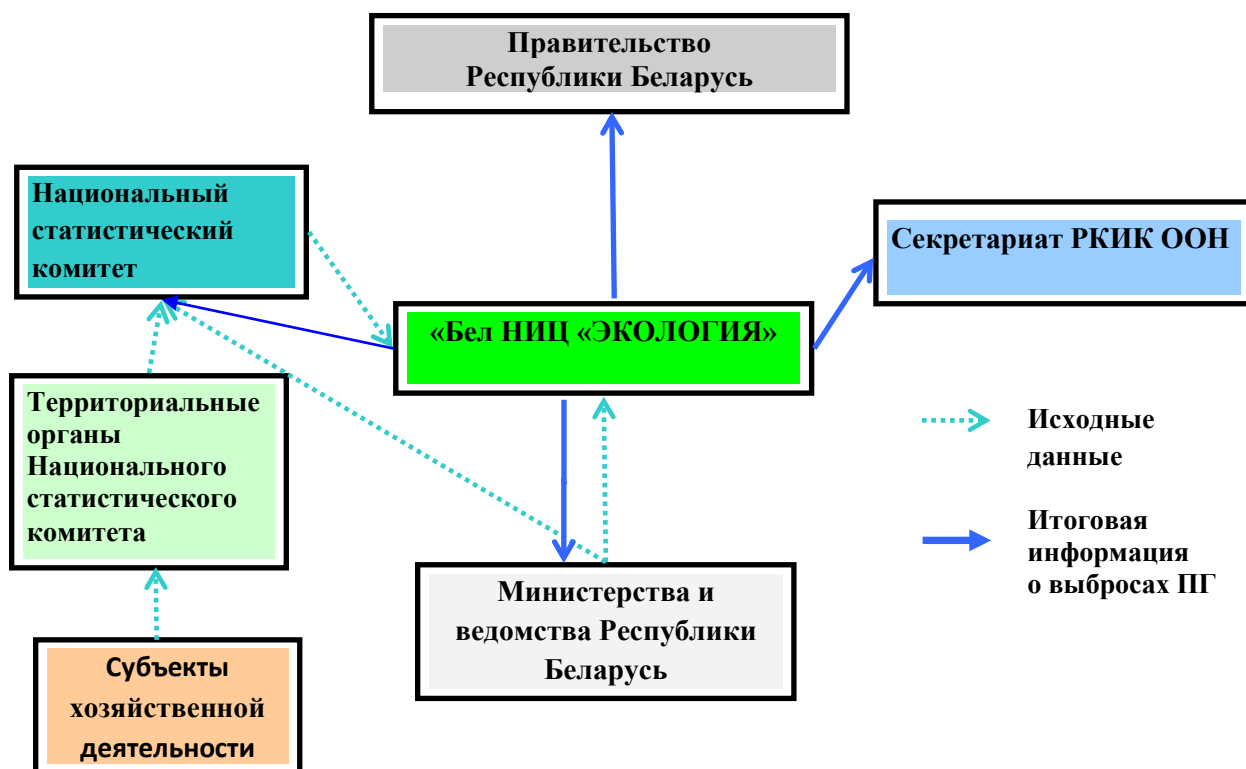 Правительство
Республики Беларусь
Национальный
статистический
комитет
Секретариат РКИК ООН
«Бел НИЦ «ЭКОЛОГИЯ»
Территориальные
органы
Национального
статистического
комитета
Исходные
данные
Итоговая
информация
о выбросах ПГ
Министерства и
ведомства Республики
Беларусь
Субъекты
хозяйственной
деятельности